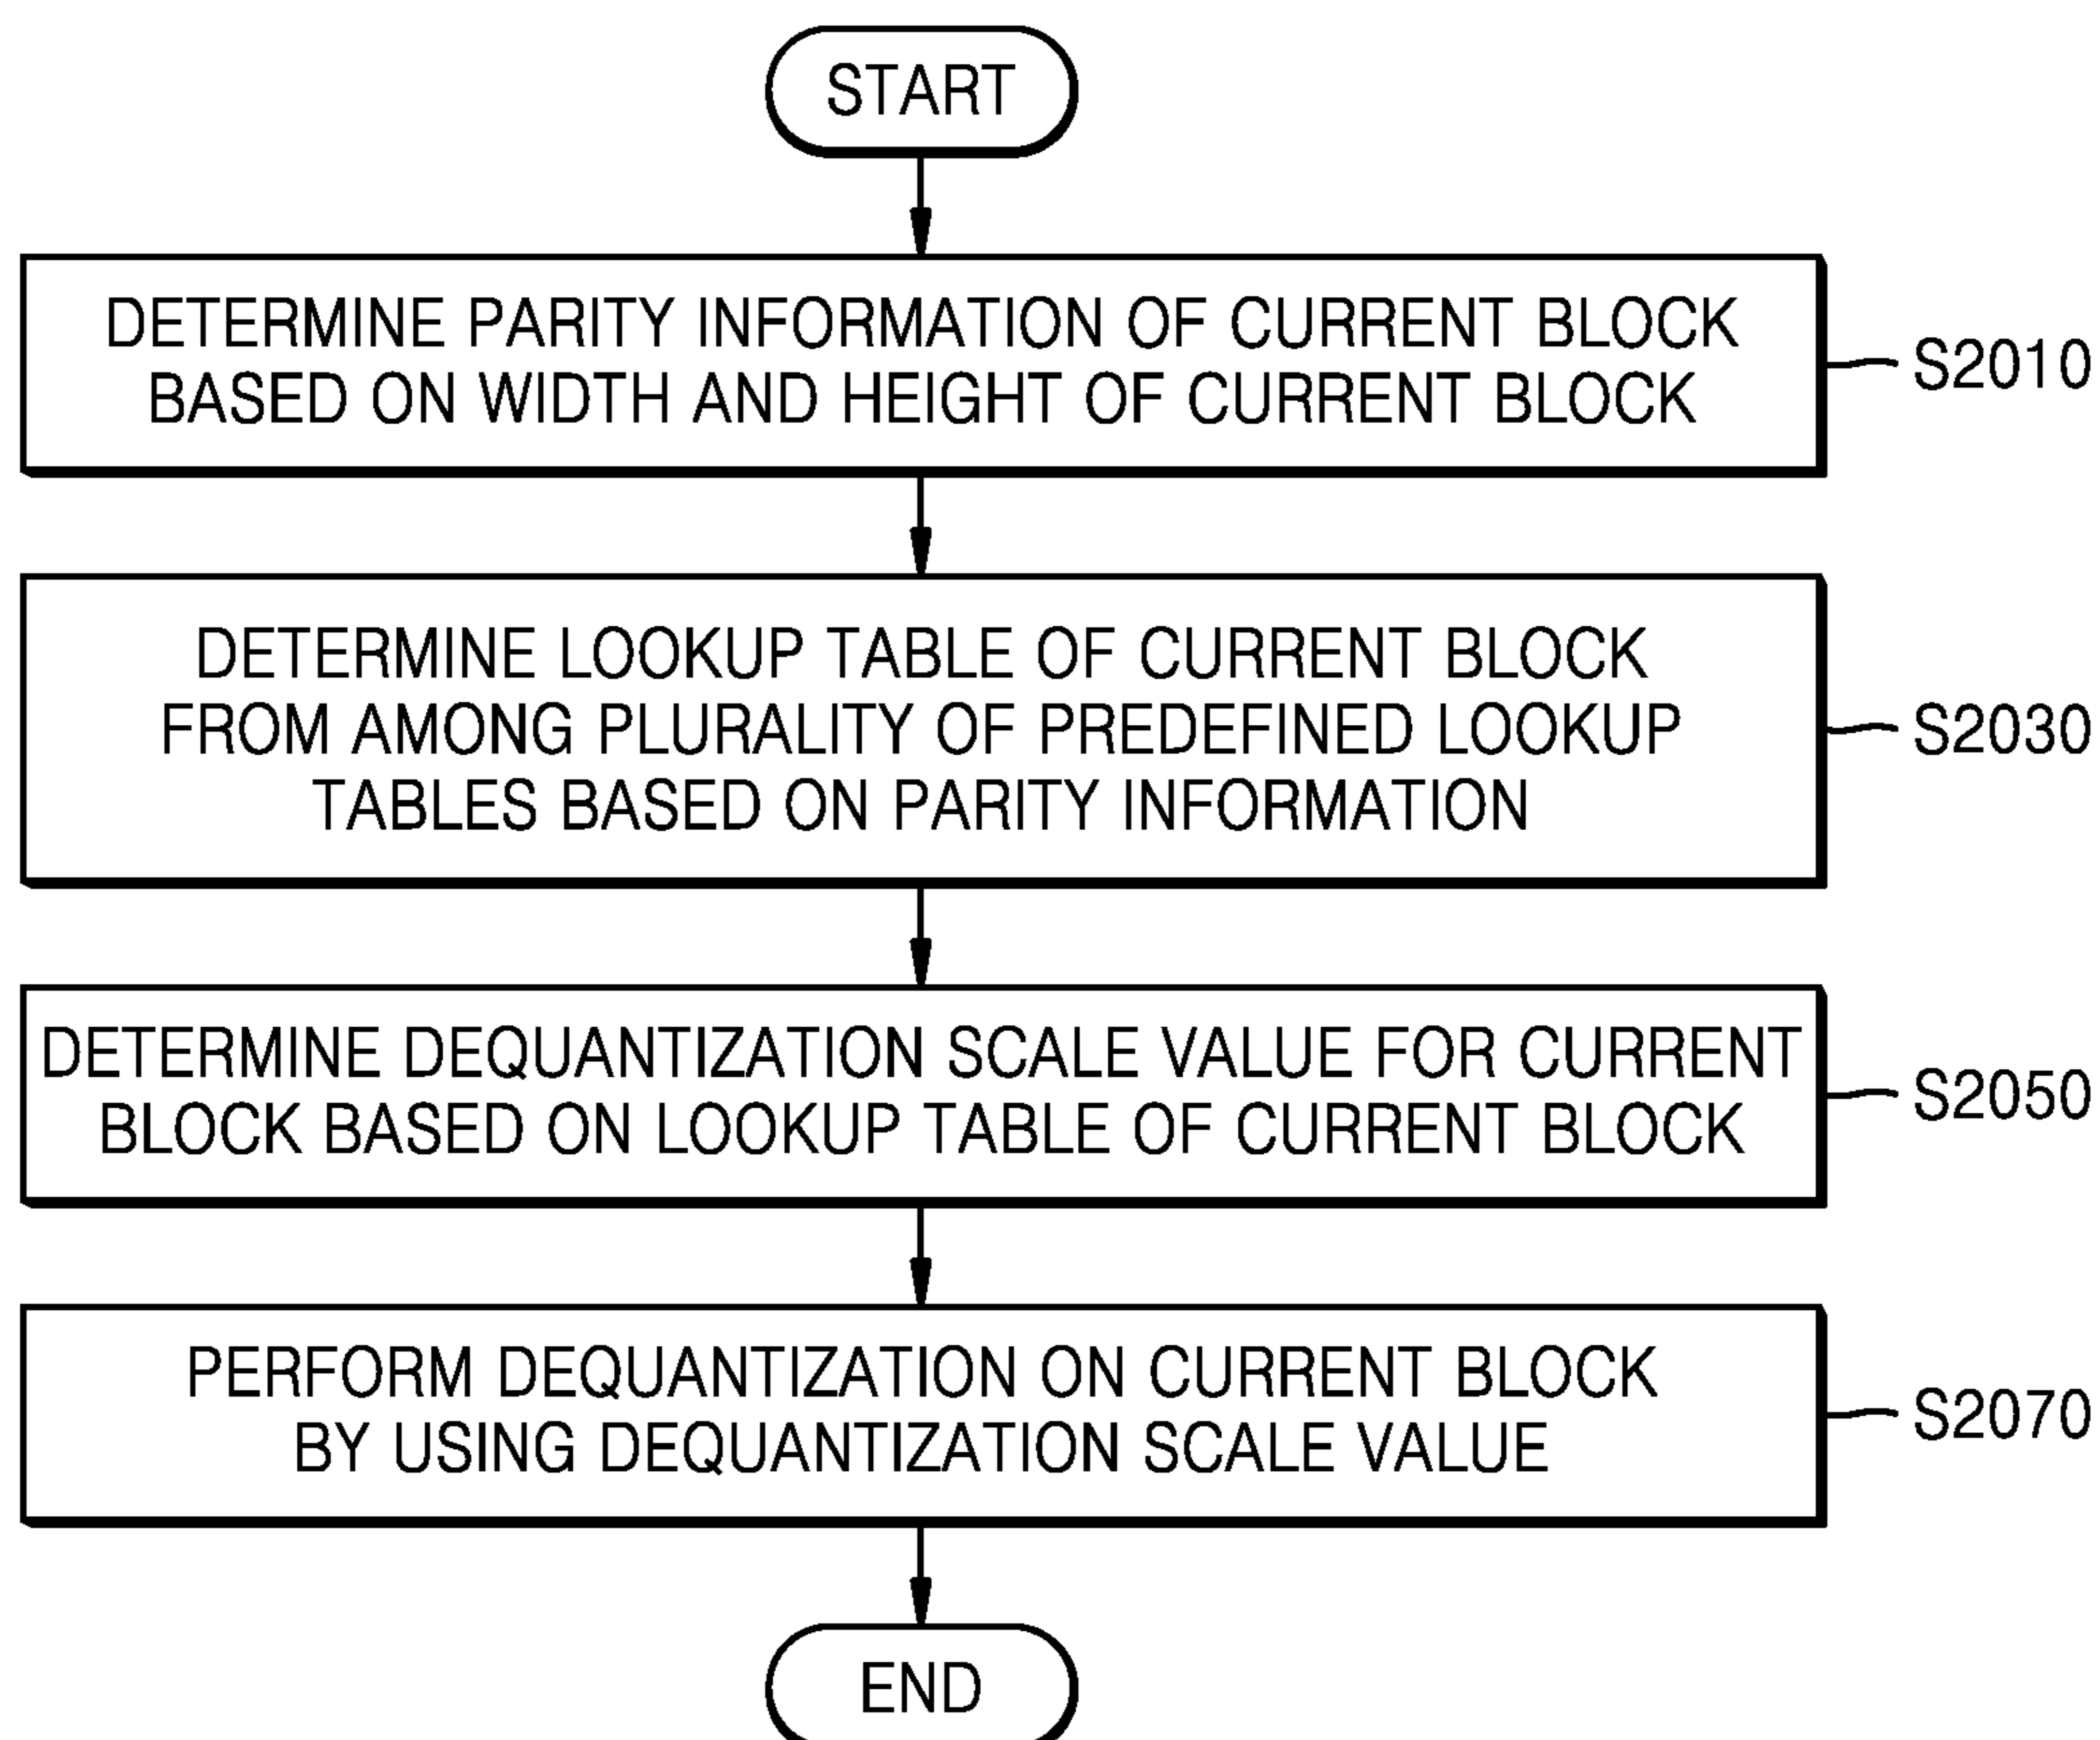 START
DETERMINE PARITY INFORMATION OF CURRENT BLOCK
BASED ON WIDTH AND HEIGHT OF CURRENT BLOCK
S2010
DETERMINE LOOKUP TABLE OF CURRENT BLOCK
FROM AMONG PLURALITY OF PREDEFINED LOOKUP
TABLES BASED ON PARITY INFORMATION
S2030
DETERMINE DEQUANTIZATION SCALE VALUE FOR CURRENT
BLOCK BASED ON LOOKUP TABLE OF CURRENT BLOCK
S2050
PERFORM DEQUANTIZATION ON CURRENT BLOCK
BY USING DEQUANTIZATION SCALE VALUE
S2070
END